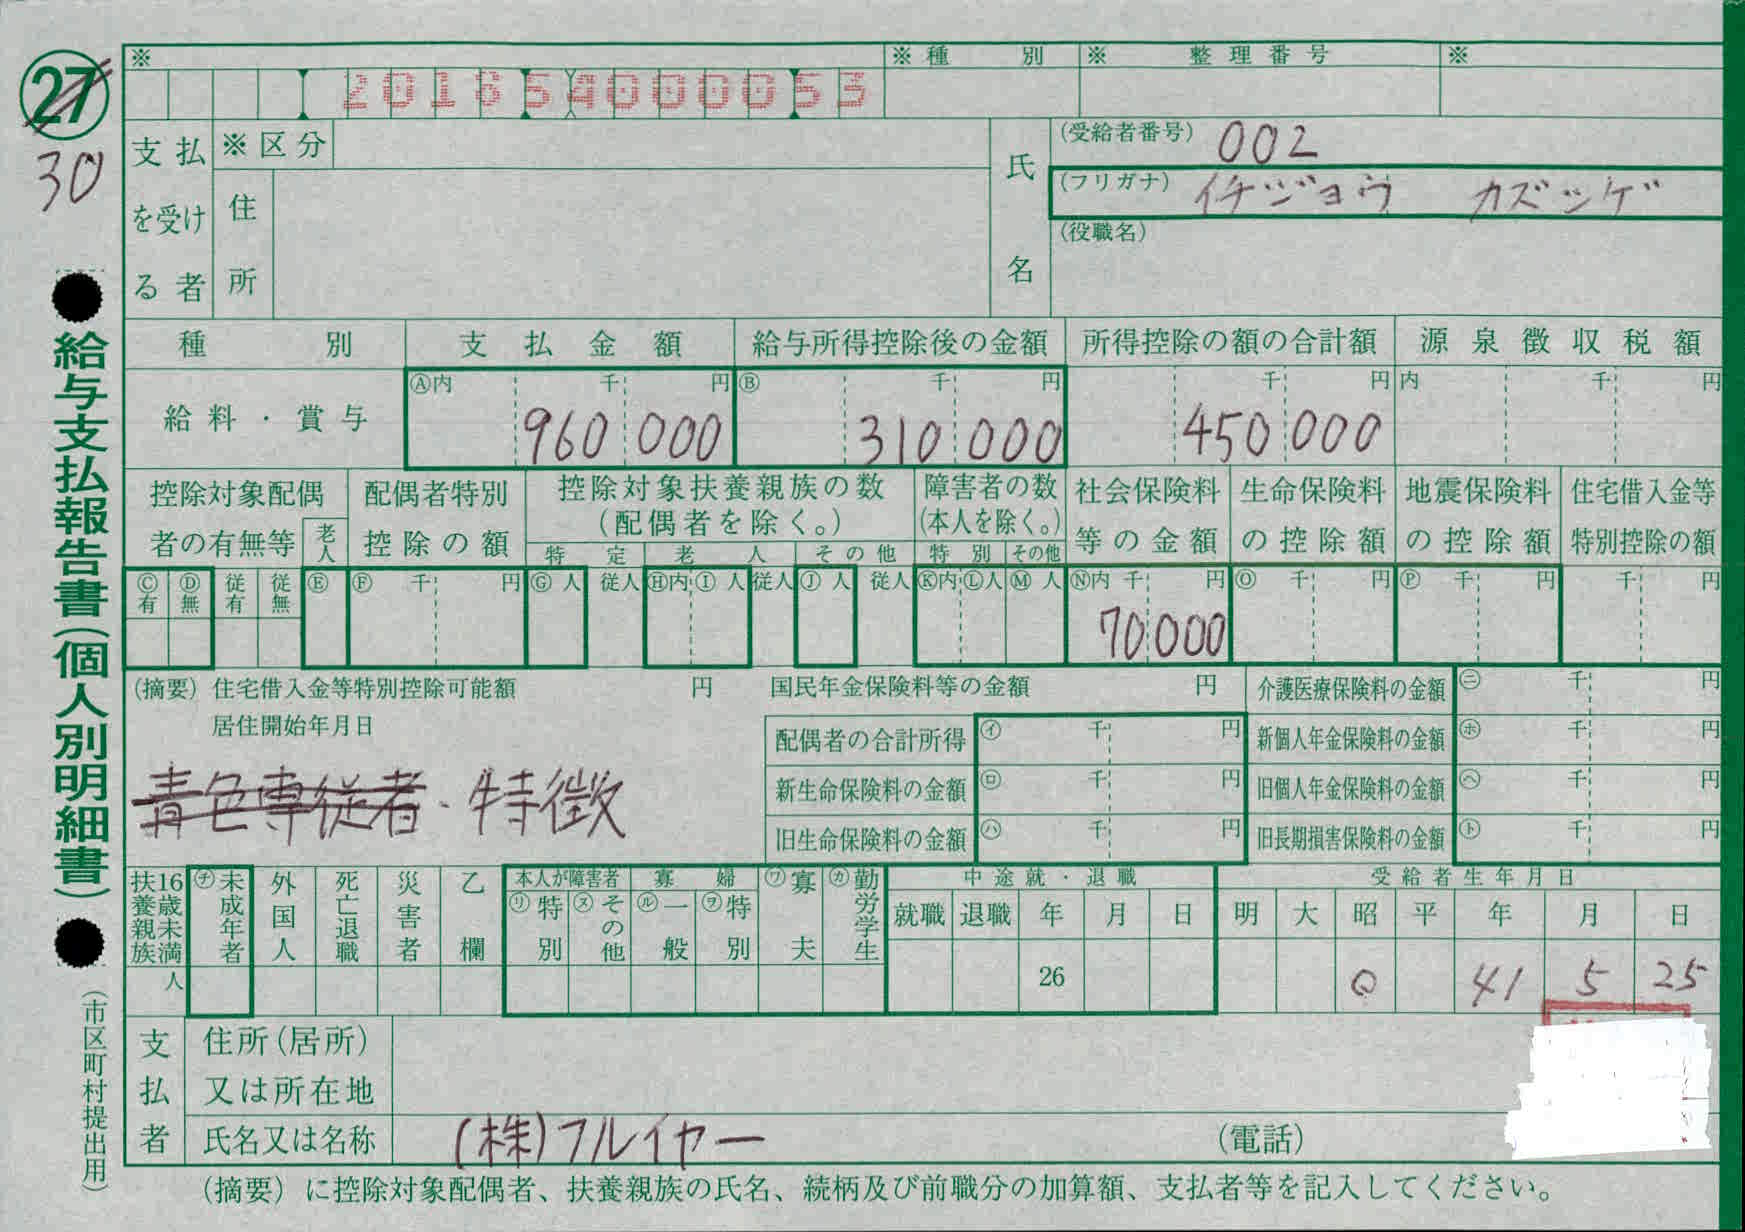 ㉗
30
※ ※種別 ※ 整理番号 ※
20185400005 3
支払を受ける者
※区分
住所
氏名
(受給者番号) 002
(フリガナ) イチジョウ カズシゲ
(役職名)
種別 支払金額 給与所得控除後の金額 所得控除の額の合計額 源泉徴収税額
給料・賞与 Ⓐ内 千 円 960 000 Ⓑ 千 円 310 000 千 円 450 000 内 千 円
控除対象配偶者の有無等 老人 配偶者特別控除の額 控除対象扶養親族の数(配偶者を除く。) 特定 老人 その他 障害者の数(本人を除く。) 特別 その他 社会保険料等の金額 生命保険料の控除額 地震保険料の控除額 住宅借入金等特別控除の額
Ⓒ有 Ⓓ無 従有 従無 Ⓔ Ⓕ 千 円 Ⓖ 人 従人 Ⓗ内 Ⓘ 人 従人 Ⓙ 人 従人 Ⓚ内 Ⓛ人 Ⓜ 人 Ⓝ内 千 円 70 000 Ⓞ 千 円 Ⓟ 千 円 千 円
(摘要) 住宅借入金等特別控除可能額 円 国民年金保険料等の金額 円
居住開始年月日
青色専従者・特徴
配偶者の合計所得 ㋑ 千 円
新生命保険料の金額 ㋺ 千 円
旧生命保険料の金額 ㋩ 千 円
介護医療保険料の金額 ㋥ 千 円
新個人年金保険料の金額 ㋭ 千 円
旧個人年金保険料の金額 ㋬ 千 円
旧長期損害保険料の金額 ㋣ 千 円
16歳未満扶養親族 人 ㋠未成年者 外国人 死亡退職 災害者 乙欄 本人が障害者 ㋷特別 ㋦その他 寡婦 ㋸一般 ㋾特別 ㋻寡夫 ㋕勤労学生 中途就・退職 受給者生年月日
就職 退職 年 月 日 明 大 昭 平 年 月 日
26 41 5 25
支払者
住所(居所)又は所在地
氏名又は名称 (株)フルイヤー (電話)
(摘要)に控除対象配偶者、扶養親族の氏名、続柄及び前職分の加算額、支払者等を記入してください。
給与支払報告書(個人別明細書)
(市区町村提出用)